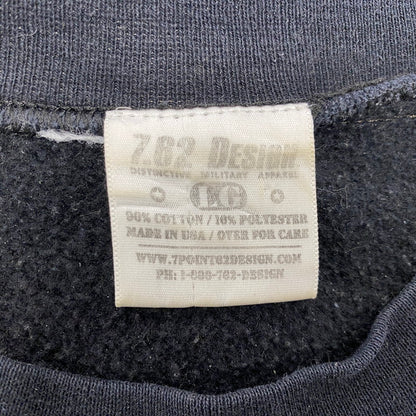 7.62 DESIGN
DISTINCTIVE MILITARY APPAREL
90% COTTON / 10% POLYESTER
MADE IN USA / OVER FOR CARE
WWW.7POINT62DESIGN.COM
PH: 1-888-762-DESIGN